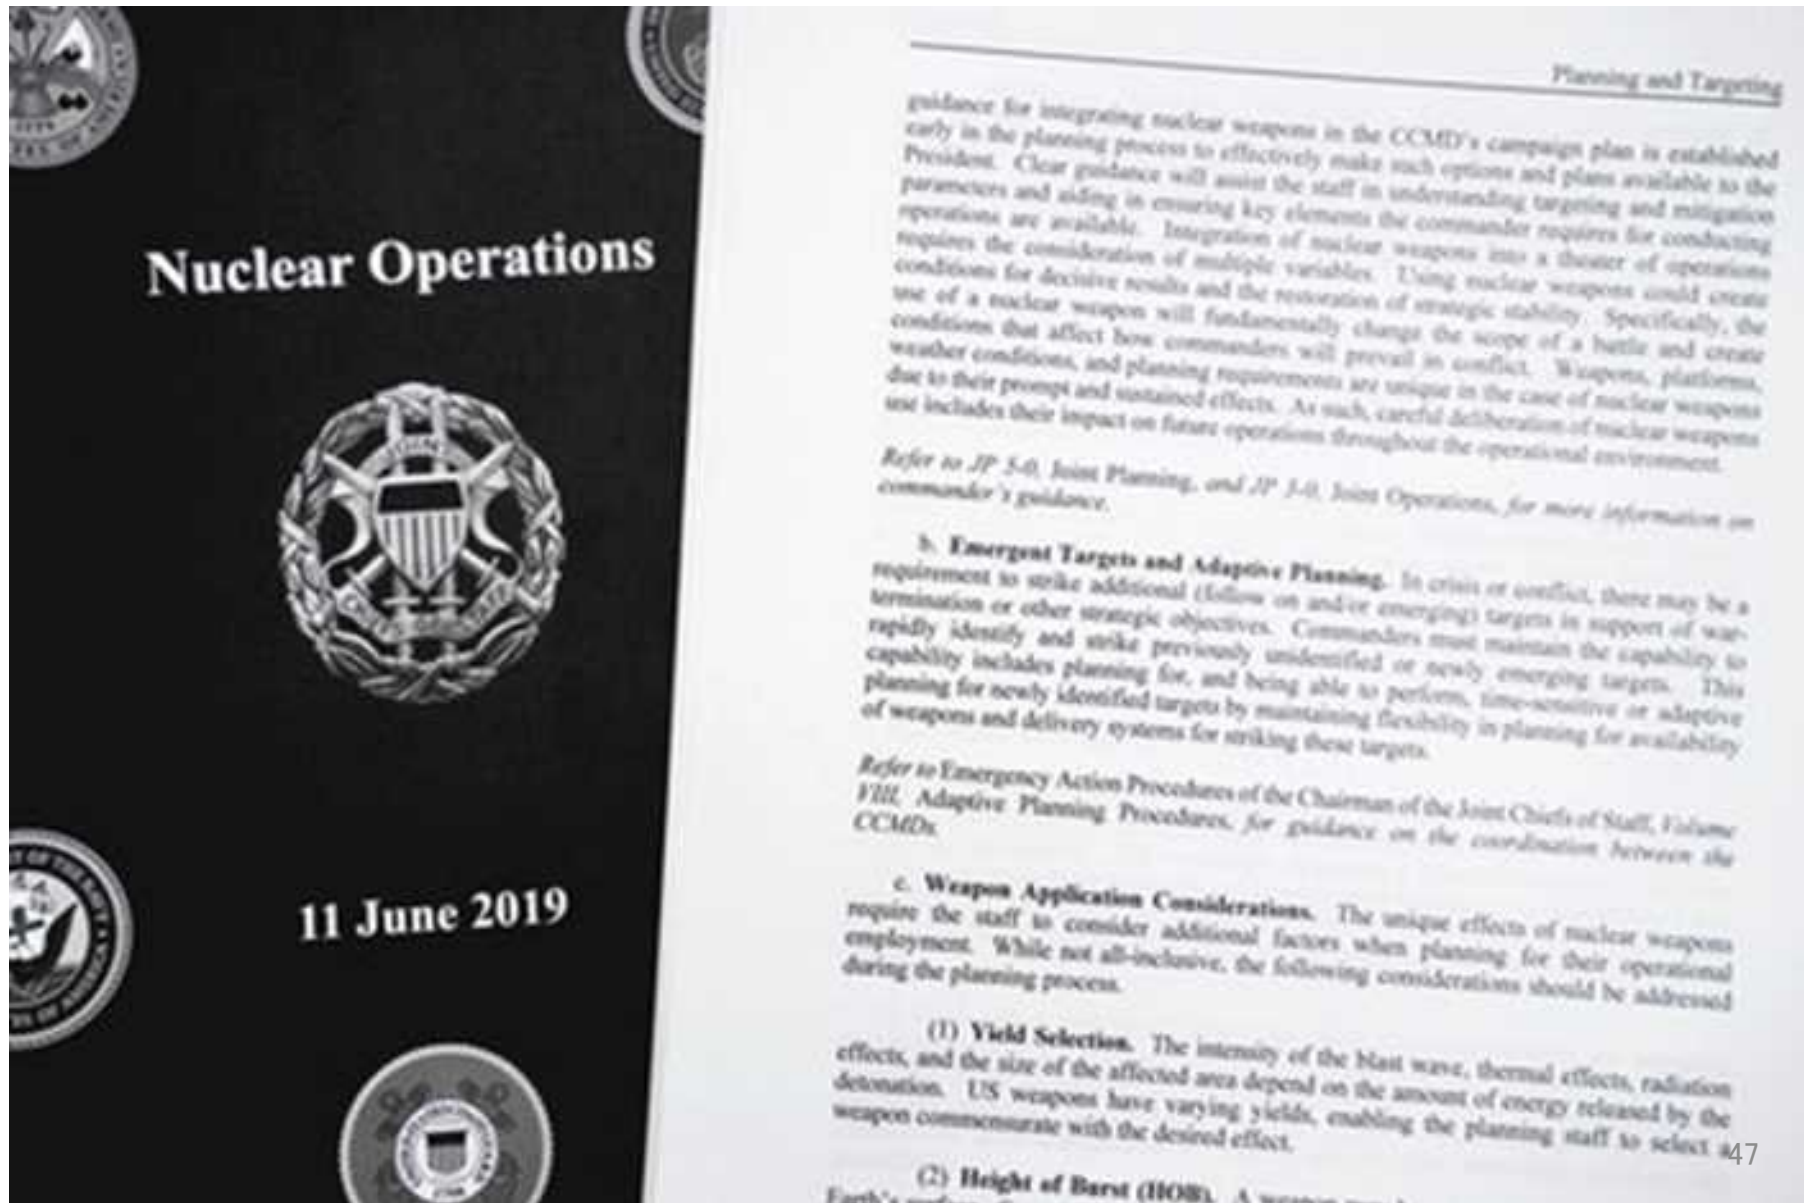 Nuclear Operations
11 June 2019
Planning and Targeting
guidance for integrating nuclear weapons in the CCMD's campaign plan is established
early in the planning process to effectively make such options and plans available to the
President. Clear guidance will assist the staff in understanding targeting and mitigation
parameters and aiding in ensuring key elements the commander requires for conducting
operations are available. Integration of nuclear weapons into a theater of operations
requires the consideration of multiple variables. Using nuclear weapons could create
conditions for decisive results and the restoration of strategic stability. Specifically, the
use of a nuclear weapon will fundamentally change the scope of a battle and create
conditions that affect how commanders will prevail in conflict. Weapons, platforms,
weather conditions, and planning requirements are unique in the case of nuclear weapons
due to their prompt and sustained effects. As such, careful deliberation of nuclear weapons
use includes their impact on future operations throughout the operational environment.
Refer to JP 5-0, Joint Planning, and JP 3-0, Joint Operations, for more information on
commander's guidance.
b. Emergent Targets and Adaptive Planning. In crisis or conflict, there may be a
requirement to strike additional (follow on and/or emerging) targets in support of war-
termination or other strategic objectives. Commanders must maintain the capability to
rapidly identify and strike previously unidentified or newly emerging targets. This
capability includes planning for, and being able to perform, time-sensitive or adaptive
planning for newly identified targets by maintaining flexibility in planning for availability
of weapons and delivery systems for striking these targets.
Refer to Emergency Action Procedures of the Chairman of the Joint Chiefs of Staff, Volume
VIII, Adaptive Planning Procedures, for guidance on the coordination between the
CCMDs.
c. Weapon Application Considerations. The unique effects of nuclear weapons
require the staff to consider additional factors when planning for their operational
employment. While not all-inclusive, the following considerations should be addressed
during the planning process.
(1) Yield Selection. The intensity of the blast wave, thermal effects, radiation
effects, and the size of the affected area depend on the amount of energy released by the
detonation. US weapons have varying yields, enabling the planning staff to select a
weapon commensurate with the desired effect.
47
(2) Height of Burst (HOB). A weapon
Earth's